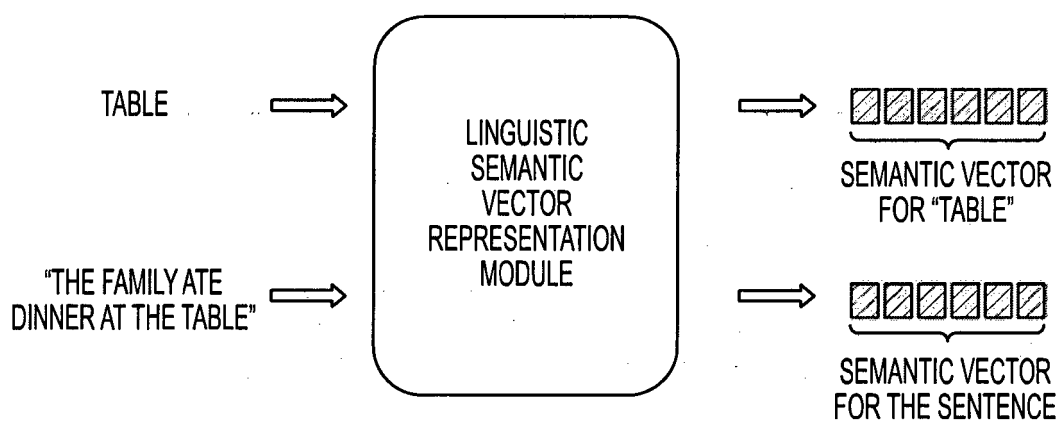 TABLE
LINGUISTIC
SEMANTIC
VECTOR
REPRESENTATION
MODULE
SEMANTIC VECTOR
FOR “TABLE”
“THE FAMILY ATE
DINNER AT THE TABLE”
SEMANTIC VECTOR
FOR THE SENTENCE